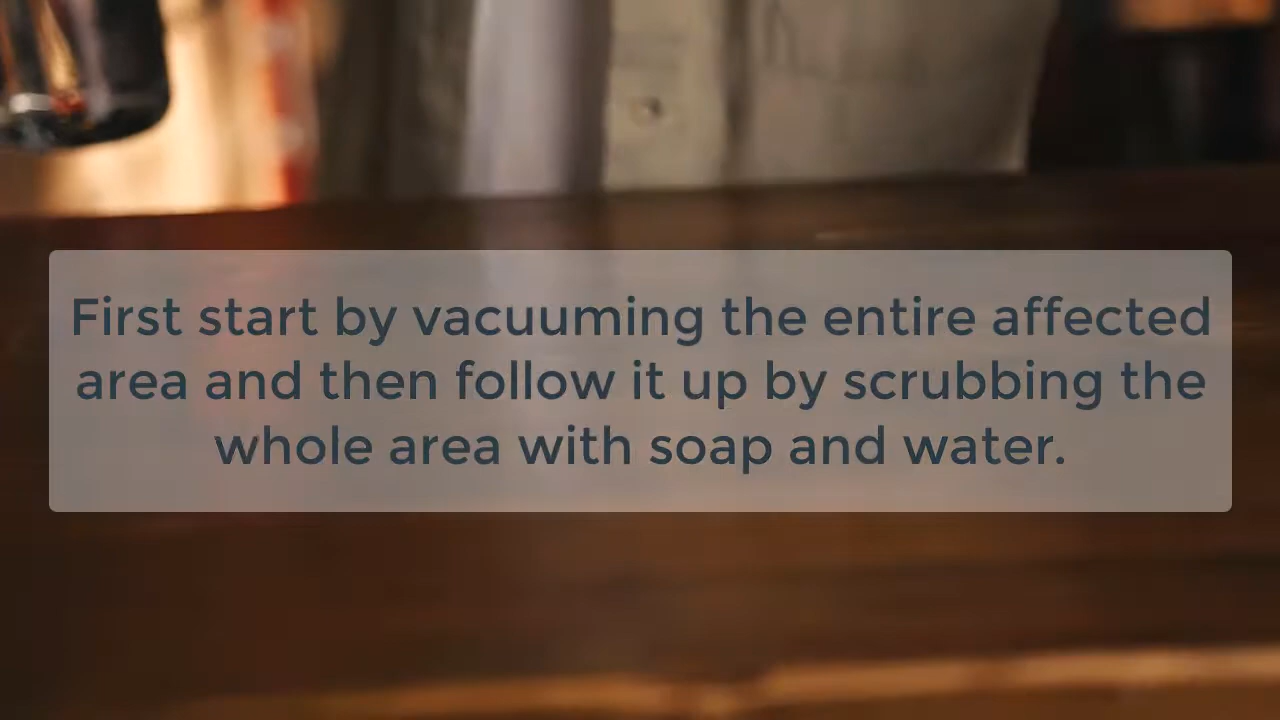 First start by vacuuming the entire affected
area and then follow it up by scrubbing the
whole area with soap and water.